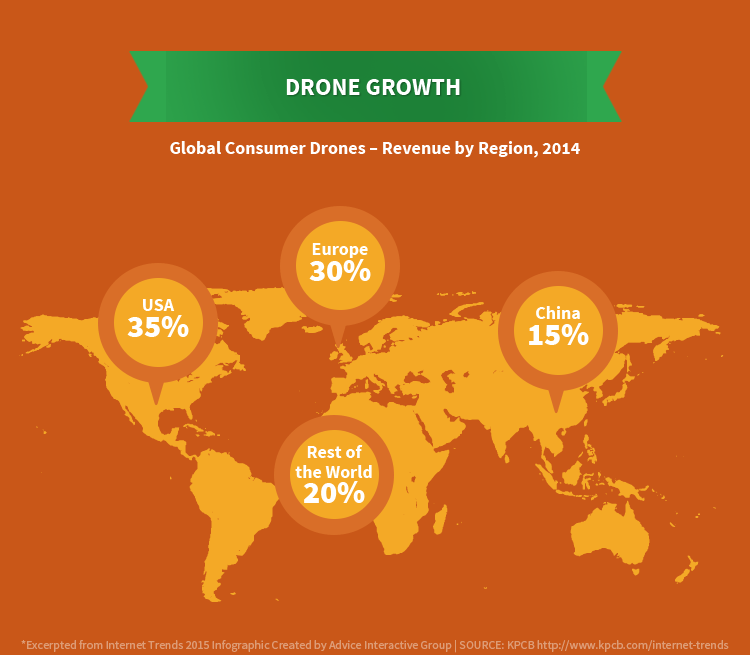 DRONE GROWTH
Global Consumer Drones – Revenue by Region, 2014
Europe
30%
USA
35%
China
15%
Rest of
the World
20%
*Excerpted from Internet Trends 2015 Infographic Created by Advice Interactive Group | SOURCE: KPCB http://www.kpcb.com/internet-trends